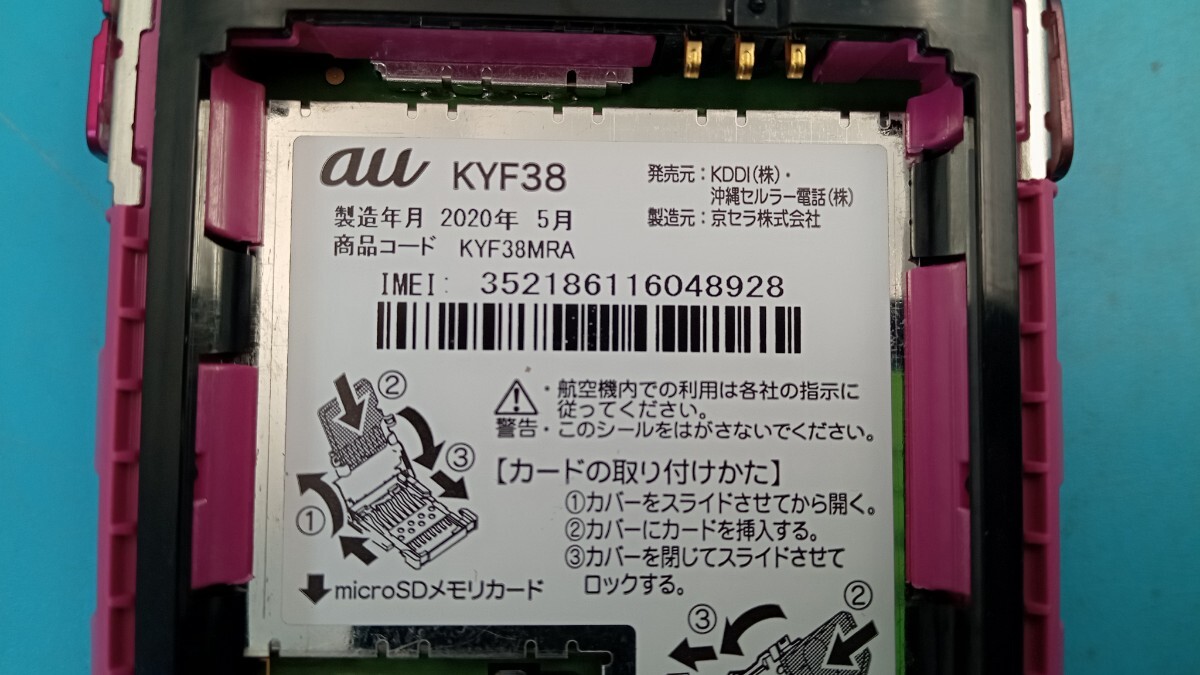 au KYF38
発売元：KDDI(株)・
沖縄セルラー電話(株)
製造年月 2020年 5月
製造元：京セラ株式会社
商品コード KYF38MRA
IMEI: 352186116048928
②
③
①
microSDメモリカード
・航空機内での利用は各社の指示に
従ってください。
警告・このシールをはがさないでください。
【カードの取り付けかた】
①カバーをスライドさせてから開く。
②カバーにカードを挿入する。
③カバーを閉じてスライドさせて
ロックする。
②
③